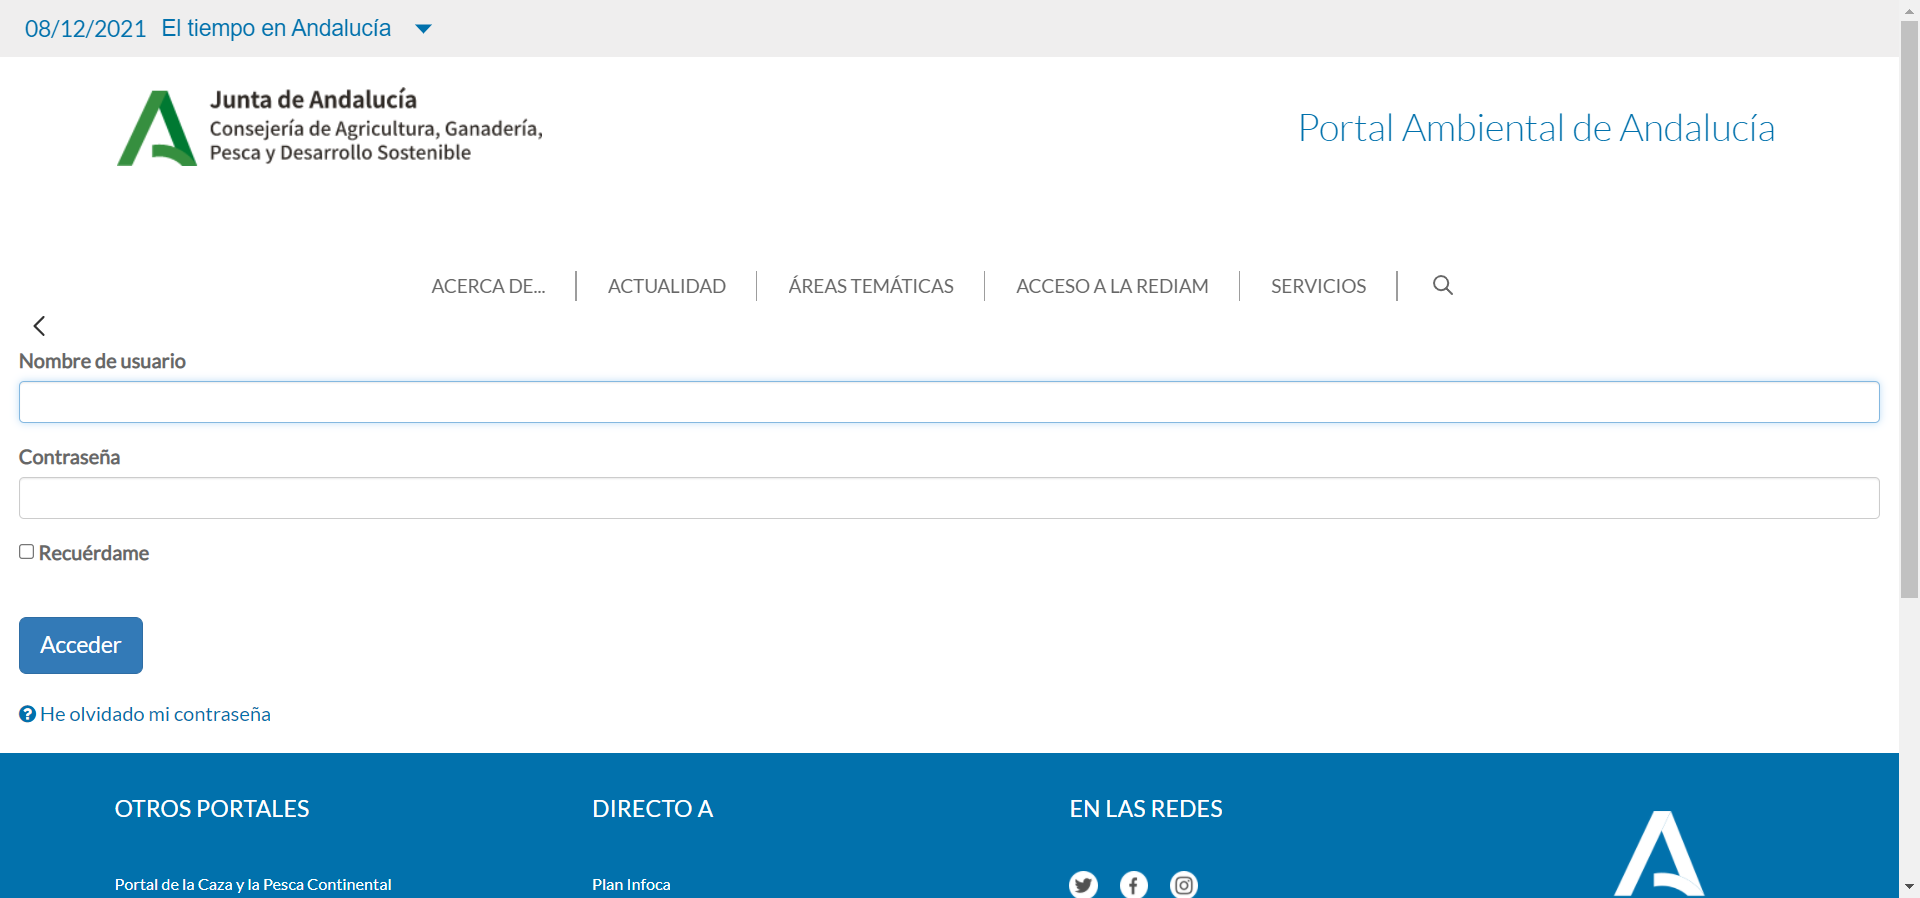 08/12/2021 El tiempo en Andalucía
Junta de Andalucía
Consejería de Agricultura, Ganadería,
Pesca y Desarrollo Sostenible
Portal Ambiental de Andalucía
ACERCA DE... ACTUALIDAD ÁREAS TEMÁTICAS ACCESO A LA REDIAM SERVICIOS
Nombre de usuario
Contraseña
Recuérdame
Acceder
He olvidado mi contraseña
OTROS PORTALES DIRECTO A EN LAS REDES
Portal de la Caza y la Pesca Continental Plan Infoca